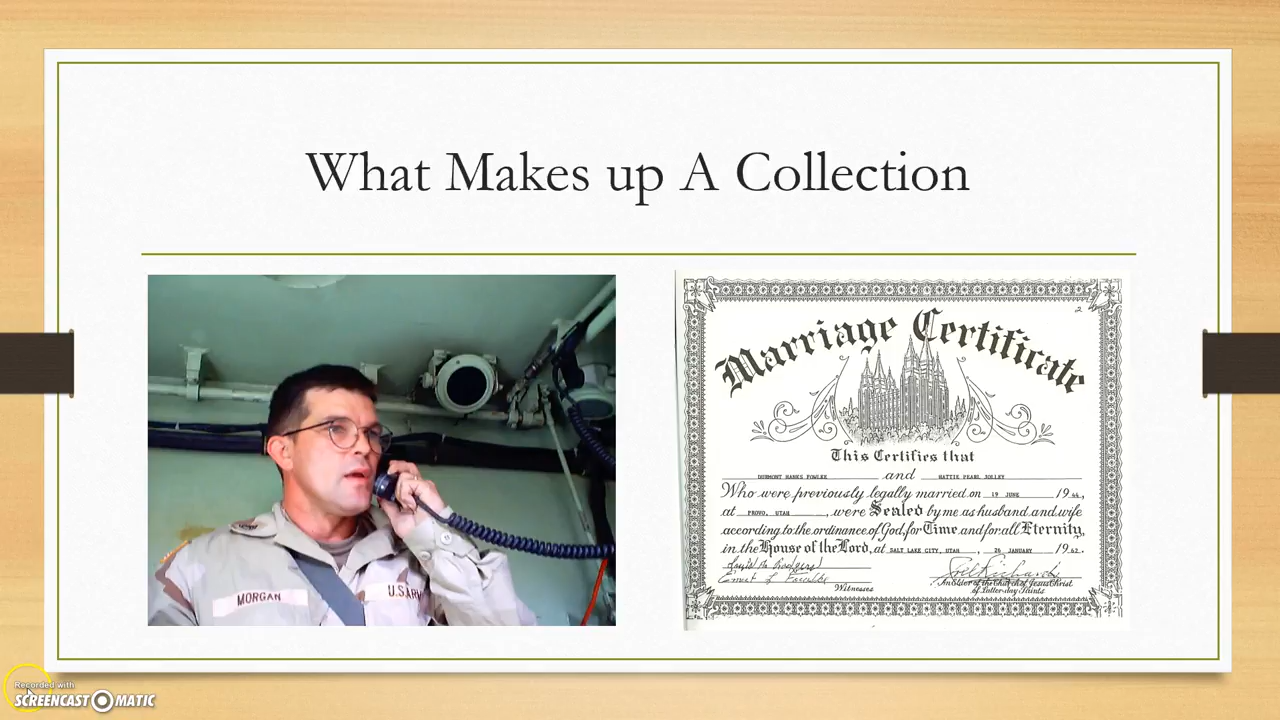 What Makes up A Collection
MORGAN
U.S. ARM
2
Marriage Certificate
This Certifies that
DURMONT HANKS FOWLKE and HATTIE PEARL JOLLEY
Who were previously legally married on 19 JUNE 1944,
at PROVO, UTAH, were Sealed by me as husband and wife
according to the ordinance of God, for Time and for all Eternity,
in the House of the Lord, at SALT LAKE CITY, UTAH, 26 JANUARY 1962.
Witnesses
An Elder of the Church of Jesus Christ
of Latter-day Saints.
Recorded with
SCREENCAST-O-MATIC